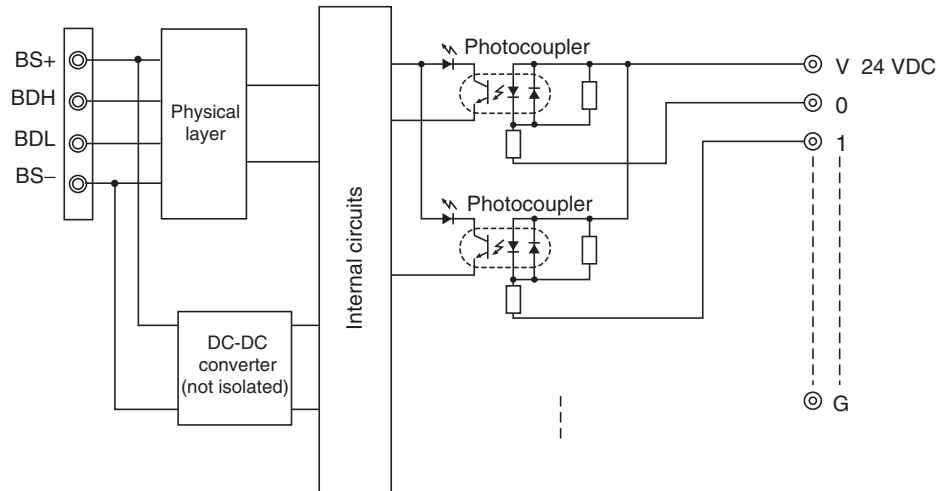 BS+
BDH
BDL
BS−
Physical
layer
DC-DC
converter
(not isolated)
Internal circuits
Photocoupler
Photocoupler
V 24 VDC
0
1
G